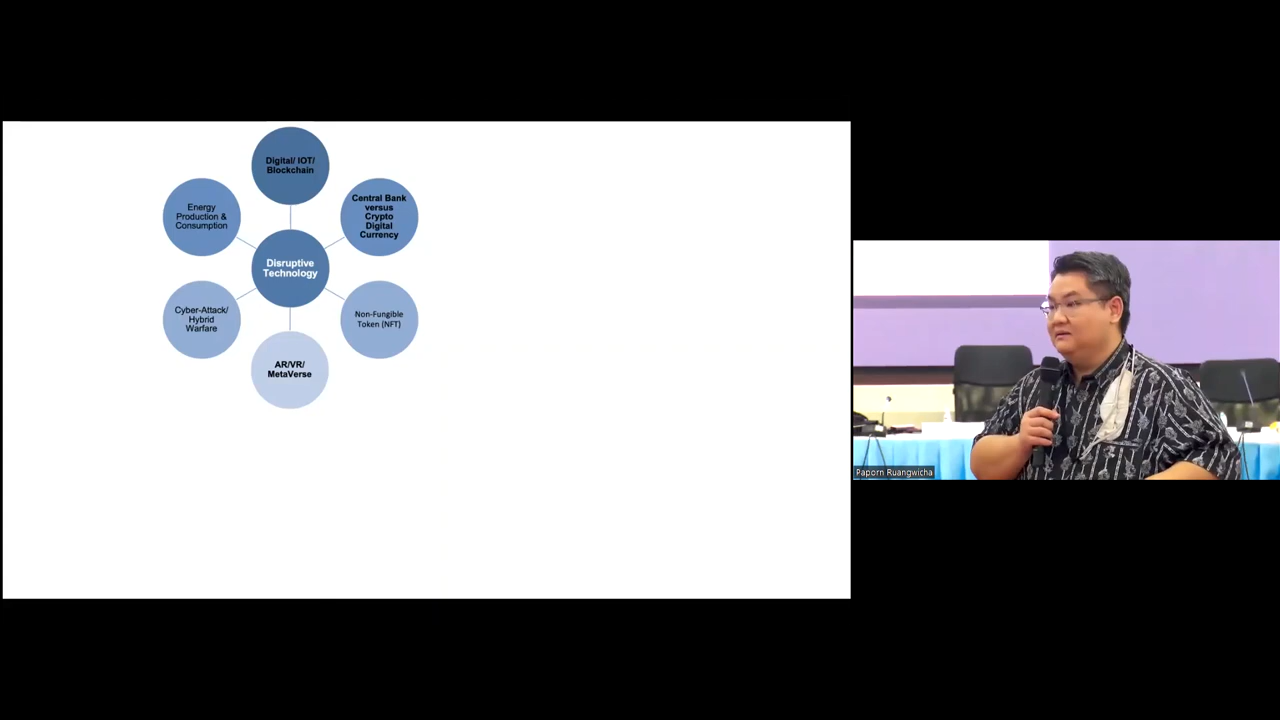 Digital/ IOT/
Blockchain
Central Bank
versus
Crypto
Digital
Currency
Non-Fungible
Token (NFT)
AR/VR/
MetaVerse
Cyber-Attack/
Hybrid
Warfare
Energy
Production &
Consumption
Disruptive
Technology
Paporn Ruangwicha